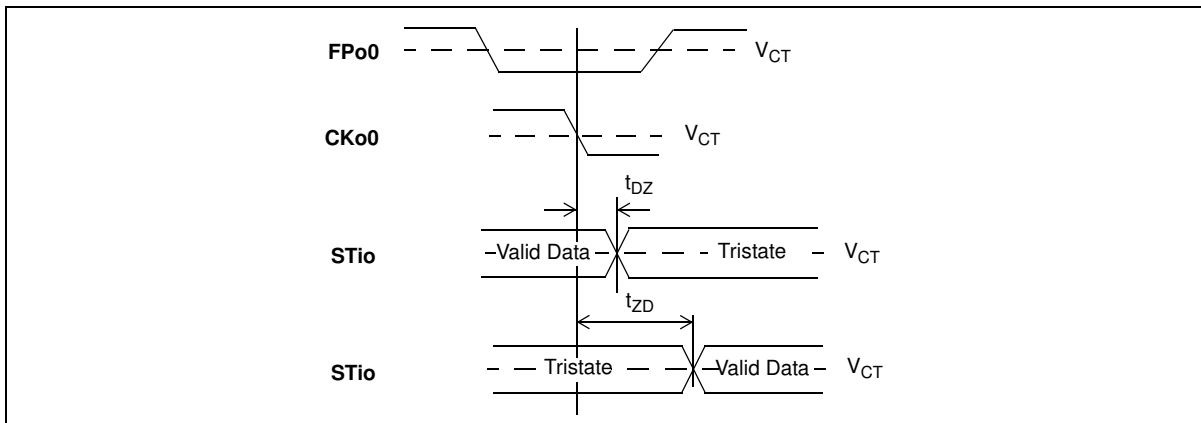 FPo0 V_CT
CKo0 V_CT
t_DZ
STio Valid Data Tristate V_CT
t_ZD
STio Tristate Valid Data V_CT